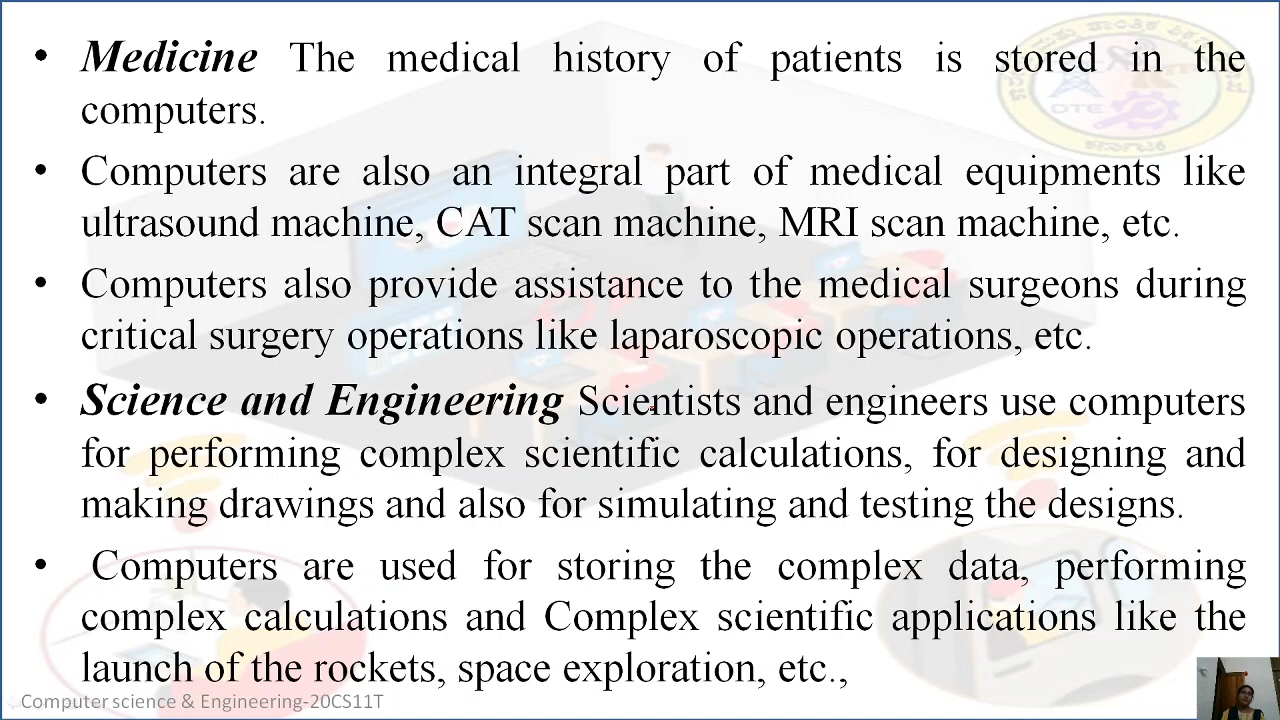 • Medicine The medical history of patients is stored in the
computers.
• Computers are also an integral part of medical equipments like
ultrasound machine, CAT scan machine, MRI scan machine, etc.
• Computers also provide assistance to the medical surgeons during
critical surgery operations like laparoscopic operations, etc.
• Science and Engineering Scientists and engineers use computers
for performing complex scientific calculations, for designing and
making drawings and also for simulating and testing the designs.
• Computers are used for storing the complex data, performing
complex calculations and Complex scientific applications like the
launch of the rockets, space exploration, etc.,
Computer science & Engineering-20CS11T
DTE